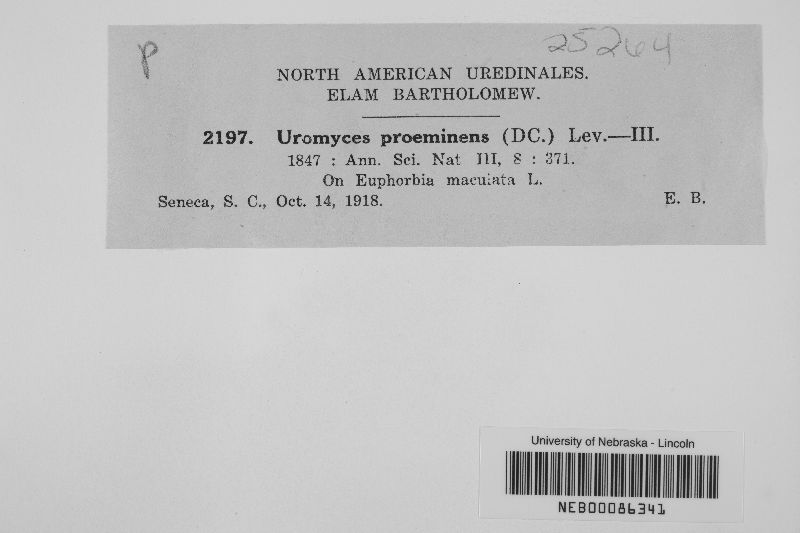 P
25264
NORTH AMERICAN UREDINALES.
ELAM BARTHOLOMEW.
2197. Uromyces proeminens (DC.) Lev.—III.
1847 : Ann. Sci. Nat III, 8 : 371.
On Euphorbia maculata L.
Seneca, S. C., Oct. 14, 1918. E. B.
University of Nebraska - Lincoln
NEB00086341